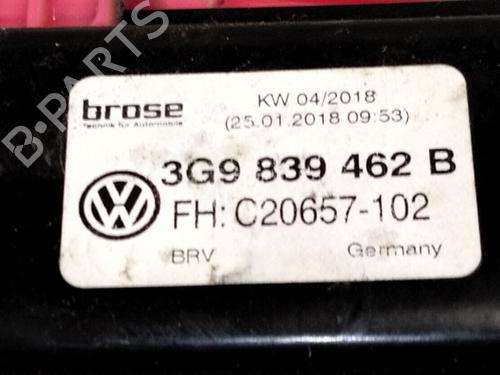 brose
Technik für Automobile
KW 04/2018
(25.01.2018 09:53)
3G9 839 462 B
FH: C20657-102
BRV
Germany
B-PARTS